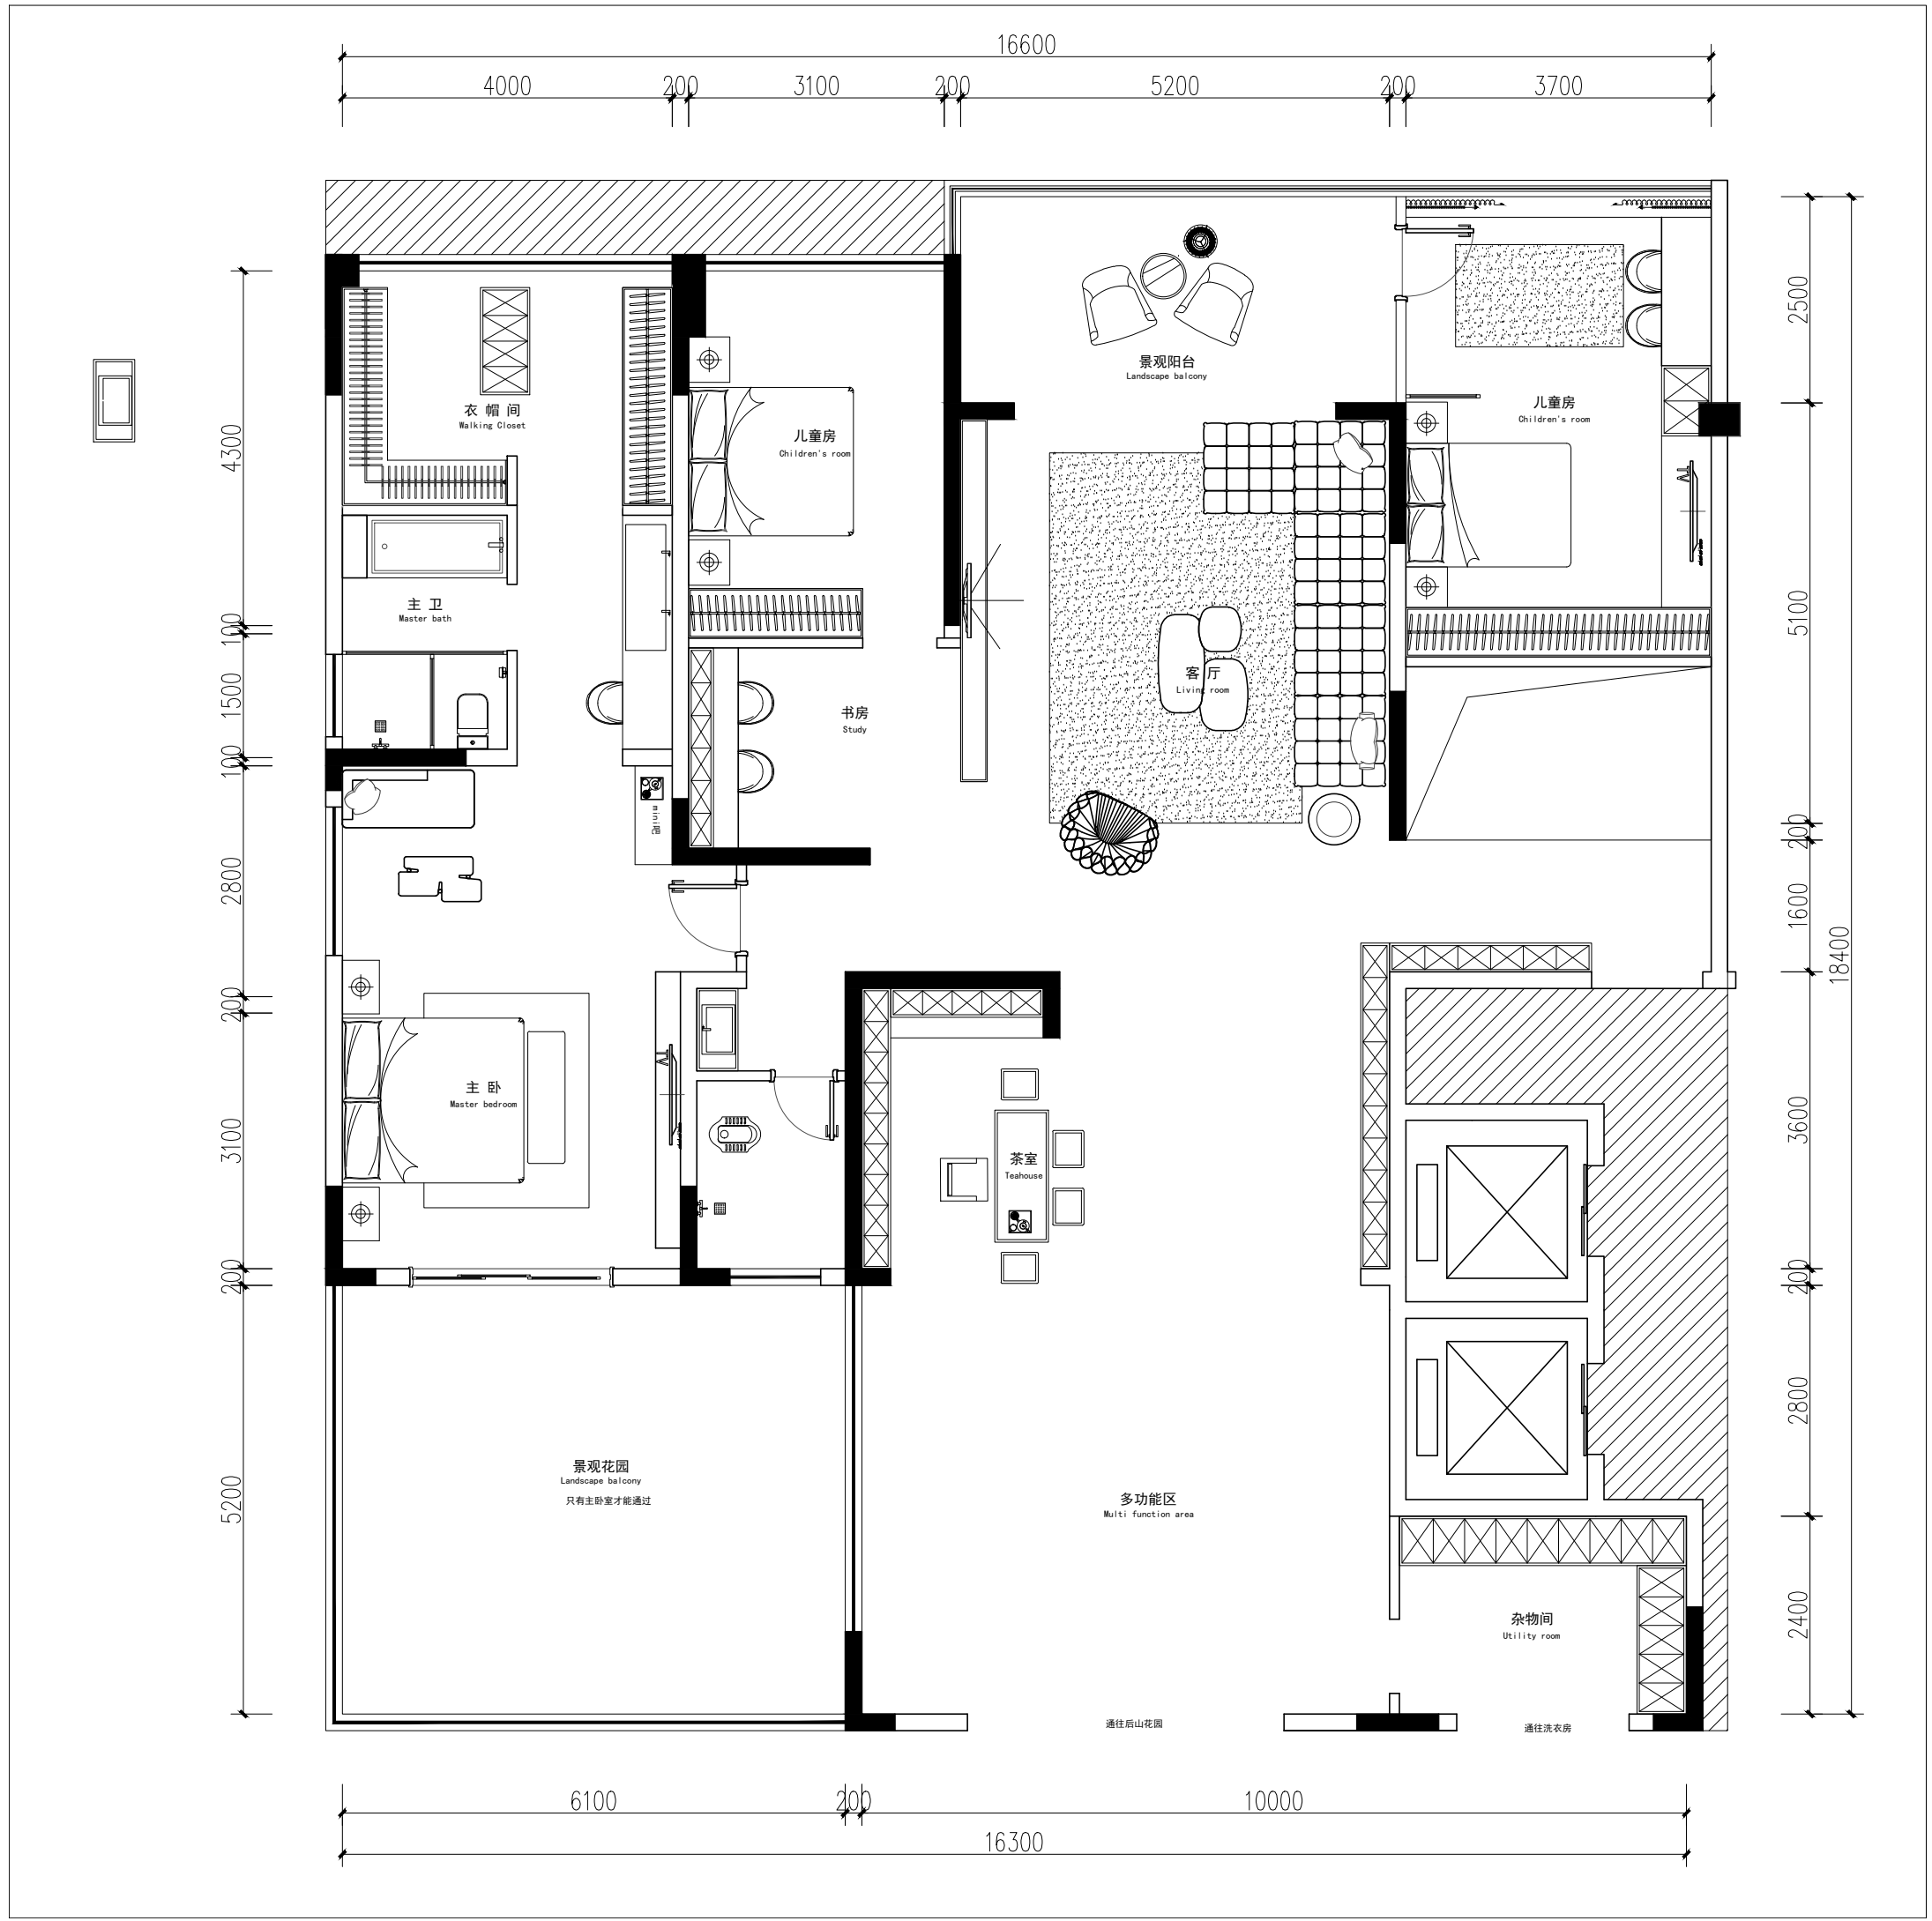 16600
4000
200
3100
200
5200
200
3700
景观阳台
Landscape balcony
2500
衣 帽 间
Walking Closet
儿童房
Children's room
儿童房
Children's room
4300
主 卫
Master bath
100
5100
客 厅
Living room
1500
书房
Study
100
mini吧
2800
200
1600
18400
200
主 卧
Master bedroom
3100
3600
茶室
Teahouse
200
200
2800
景观花园
Landscape balcony
只有主卧室才能通过
5200
多功能区
Multi function area
2400
杂物间
Utility room
通往后山花园
通往洗衣房
6100
200
10000
16300